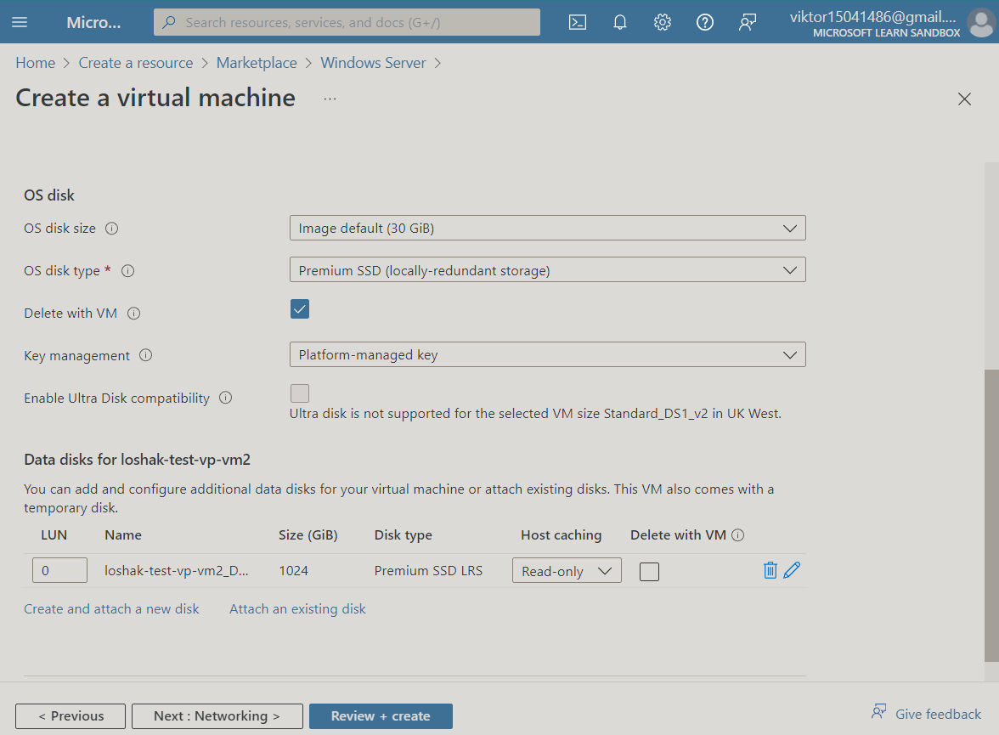 Micro...
Search resources, services, and docs (G+/)
viktor15041486@gmail....
MICROSOFT LEARN SANDBOX
Home > Create a resource > Marketplace > Windows Server >
Create a virtual machine ...
OS disk
OS disk size Image default (30 GiB)
OS disk type * Premium SSD (locally-redundant storage)
Delete with VM
Key management Platform-managed key
Enable Ultra Disk compatibility
Ultra disk is not supported for the selected VM size Standard_DS1_v2 in UK West.
Data disks for loshak-test-vp-vm2
You can add and configure additional data disks for your virtual machine or attach existing disks. This VM also comes with a
temporary disk.
LUN Name Size (GiB) Disk type Host caching Delete with VM
0 loshak-test-vp-vm2_D... 1024 Premium SSD LRS Read-only
Create and attach a new disk Attach an existing disk
< Previous Next : Networking > Review + create Give feedback